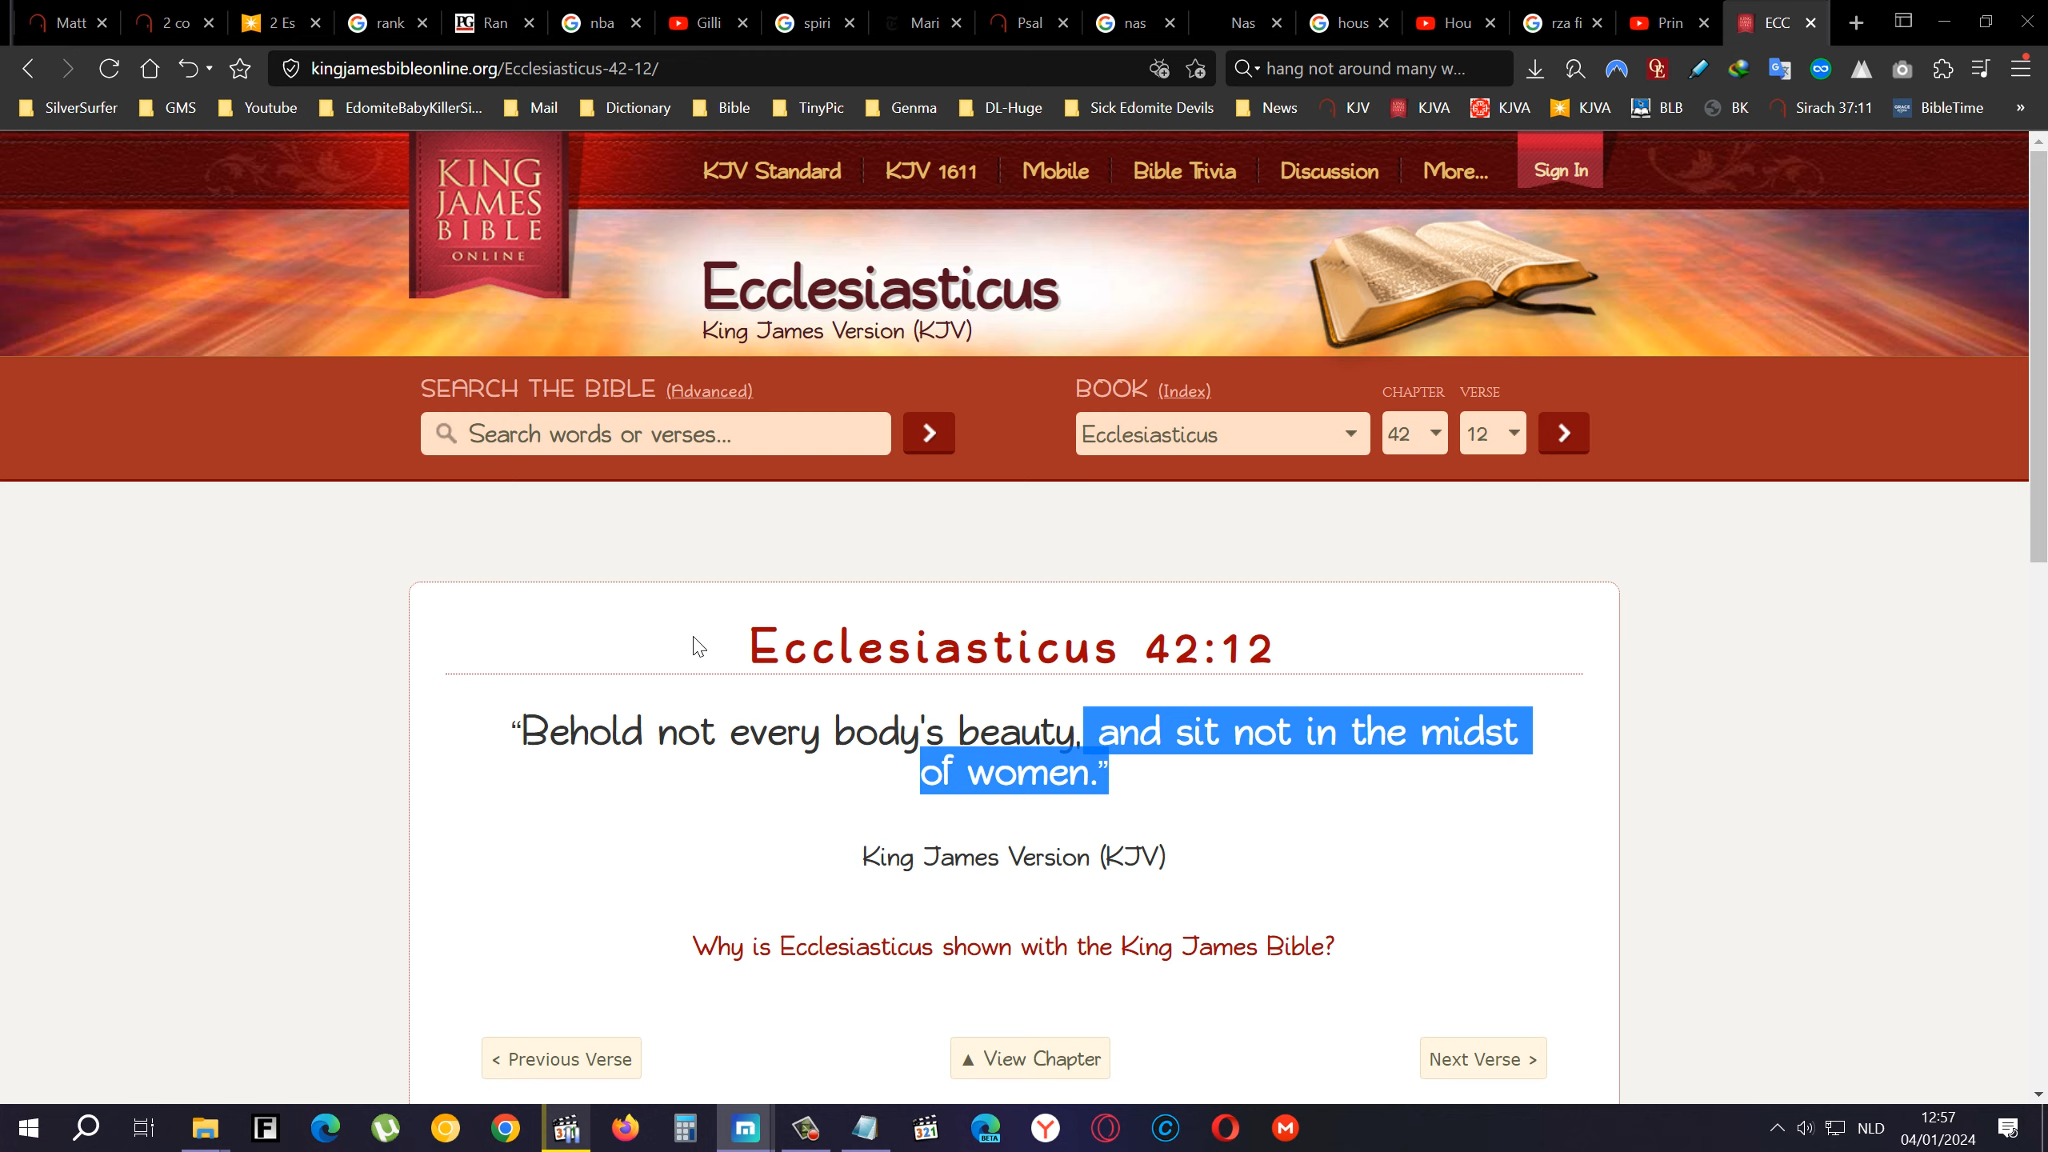 Matt
2 co
2 Es
rank
Ran
nba
Gilli
spiri
Mari
Psal
nas
Nas
hous
Hou
rza fi
Prin
ECC
kingjamesbibleonline.org/Ecclesiasticus-42-12/
hang not around many w...
SilverSurfer
GMS
Youtube
EdomiteBabyKillerSi...
Mail
Dictionary
Bible
TinyPic
Genma
DL-Huge
Sick Edomite Devils
News
KJV
KJVA
KJVA
KJVA
BLB
BK
Sirach 37:11
BibleTime
»
KING
JAMES
BIBLE
ONLINE
KJV Standard
KJV 1611
Mobile
Bible Trivia
Discussion
More...
Sign In
Ecclesiasticus
King James Version (KJV)
SEARCH THE BIBLE (Advanced)
Search words or verses...
BOOK (Index)
CHAPTER
VERSE
Ecclesiasticus
42
12
Ecclesiasticus 42:12
“Behold not every body's beauty, and sit not in the midst
of women.”
King James Version (KJV)
Why is Ecclesiasticus shown with the King James Bible?
< Previous Verse
▲ View Chapter
Next Verse >
NLD
12:57
04/01/2024